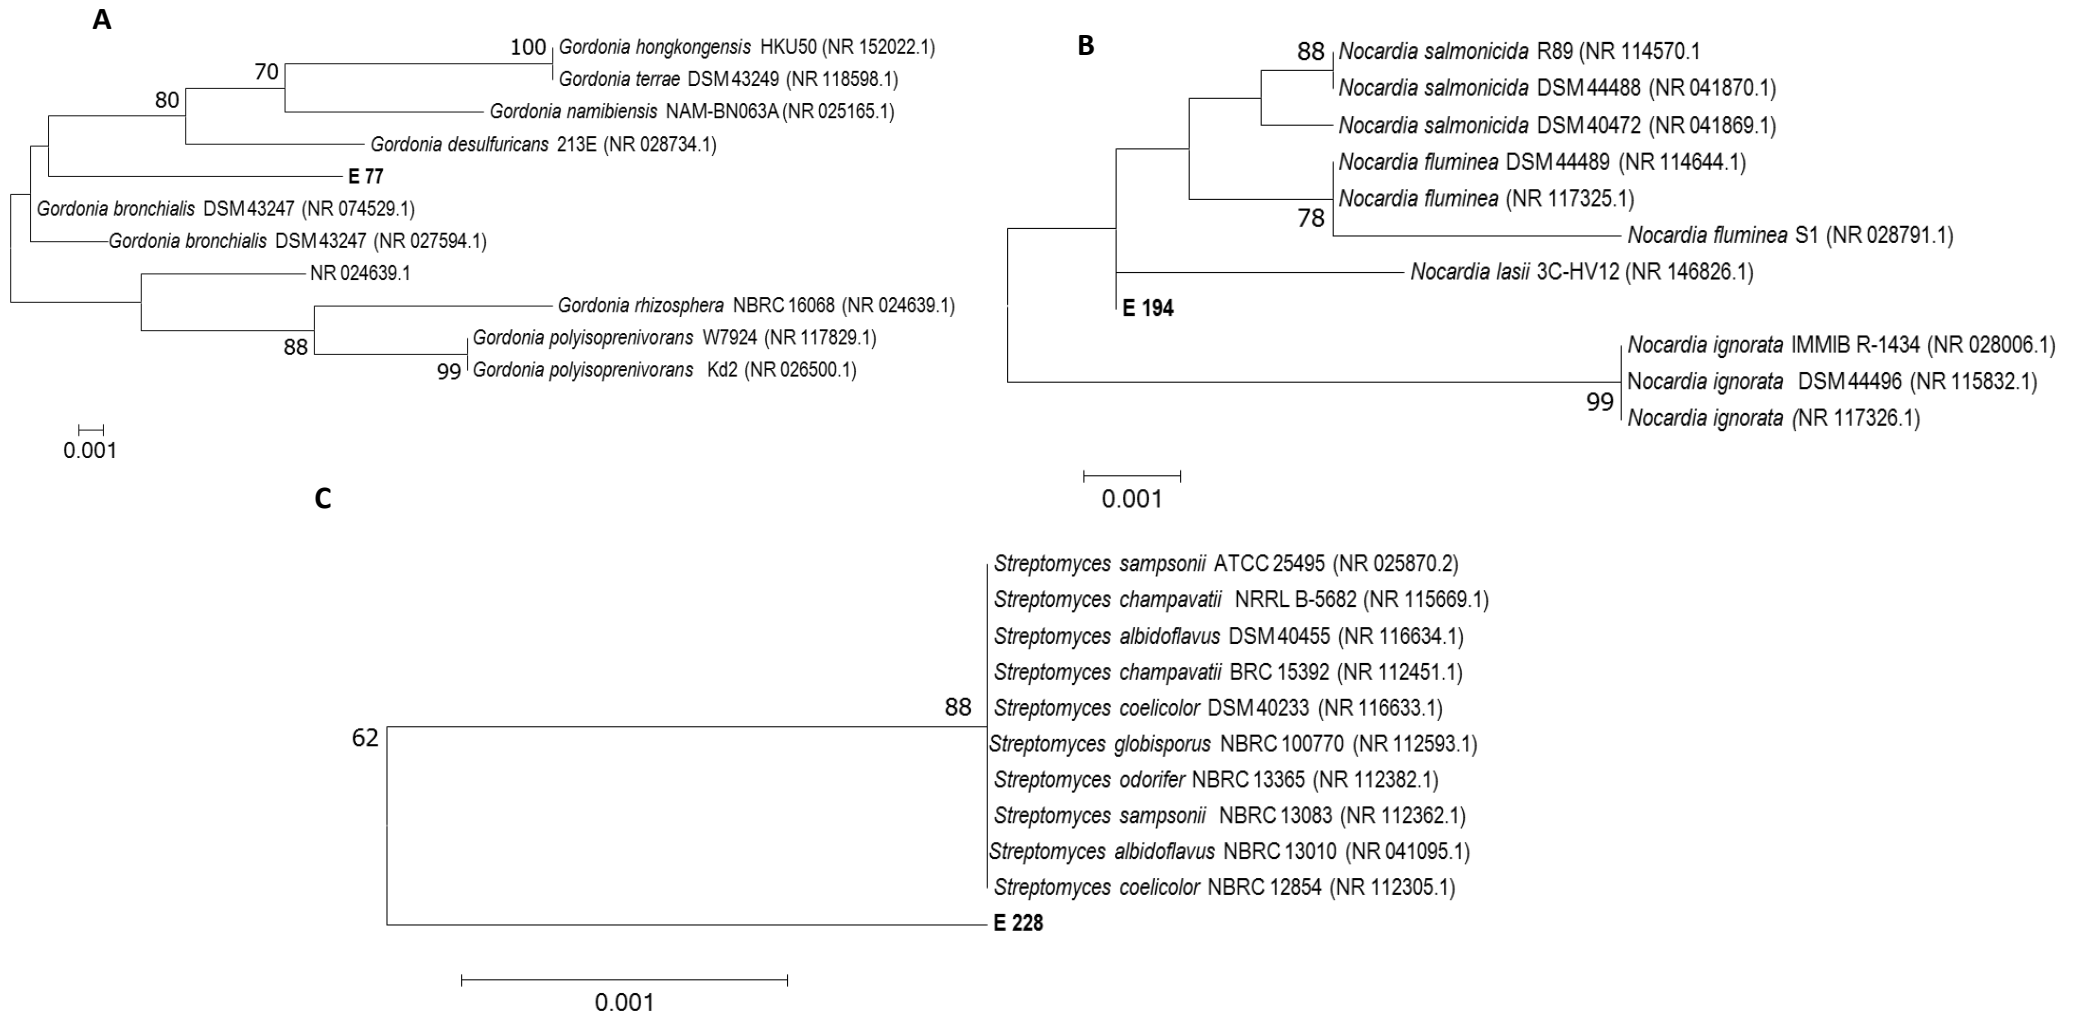 A
100 Gordonia hongkongensis HKU50 (NR 152022.1)
Gordonia terrae DSM 43249 (NR 118598.1)
70
Gordonia namibiensis NAM-BN063A (NR 025165.1)
80
Gordonia desulfuricans 213E (NR 028734.1)
E 77
Gordonia bronchialis DSM 43247 (NR 074529.1)
Gordonia bronchialis DSM 43247 (NR 027594.1)
NR 024639.1
Gordonia rhizosphera NBRC 16068 (NR 024639.1)
88
Gordonia polyisoprenivorans W7924 (NR 117829.1)
99 Gordonia polyisoprenivorans Kd2 (NR 026500.1)
0.001
B
88 Nocardia salmonicida R89 (NR 114570.1
Nocardia salmonicida DSM 44488 (NR 041870.1)
Nocardia salmonicida DSM 40472 (NR 041869.1)
Nocardia fluminea DSM 44489 (NR 114644.1)
Nocardia fluminea (NR 117325.1)
78
Nocardia fluminea S1 (NR 028791.1)
Nocardia lasii 3C-HV12 (NR 146826.1)
E 194
Nocardia ignorata IMMIB R-1434 (NR 028006.1)
Nocardia ignorata DSM 44496 (NR 115832.1)
99
Nocardia ignorata (NR 117326.1)
0.001
C
Streptomyces sampsonii ATCC 25495 (NR 025870.2)
Streptomyces champavatii NRRL B-5682 (NR 115669.1)
Streptomyces albidoflavus DSM 40455 (NR 116634.1)
Streptomyces champavatii BRC 15392 (NR 112451.1)
88 Streptomyces coelicolor DSM 40233 (NR 116633.1)
62
Streptomyces globisporus NBRC 100770 (NR 112593.1)
Streptomyces odorifer NBRC 13365 (NR 112382.1)
Streptomyces sampsonii NBRC 13083 (NR 112362.1)
Streptomyces albidoflavus NBRC 13010 (NR 041095.1)
Streptomyces coelicolor NBRC 12854 (NR 112305.1)
E 228
0.001